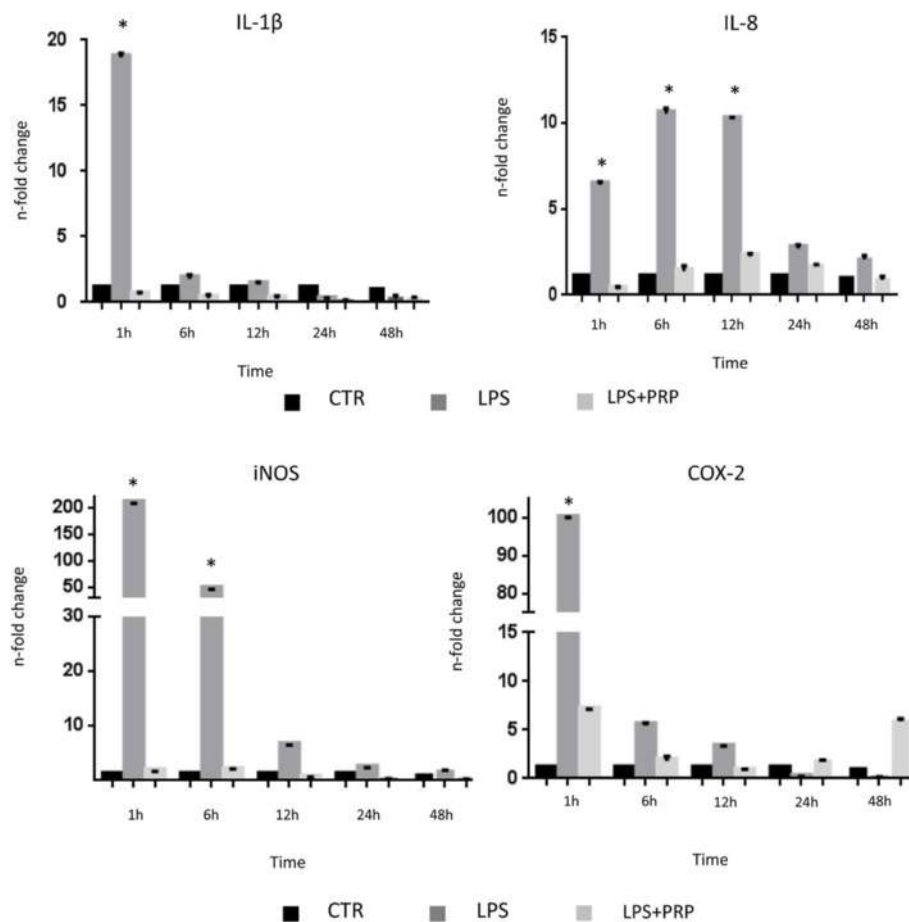 IL-1β
IL-8
*
20
15
10
5
0
n-fold change
1h 6h 12h 24h 48h
Time
* * *
15
10
5
0
n-fold change
1h 6h 12h 24h 48h
Time
CTR LPS LPS+PRP
iNOS
COX-2
* *
200
150
100
50
30
20
10
n-fold change
1h 6h 12h 24h 48h
Time
*
100
90
80
15
10
5
0
n-fold change
1h 6h 12h 24h 48h
Time
CTR LPS LPS+PRP